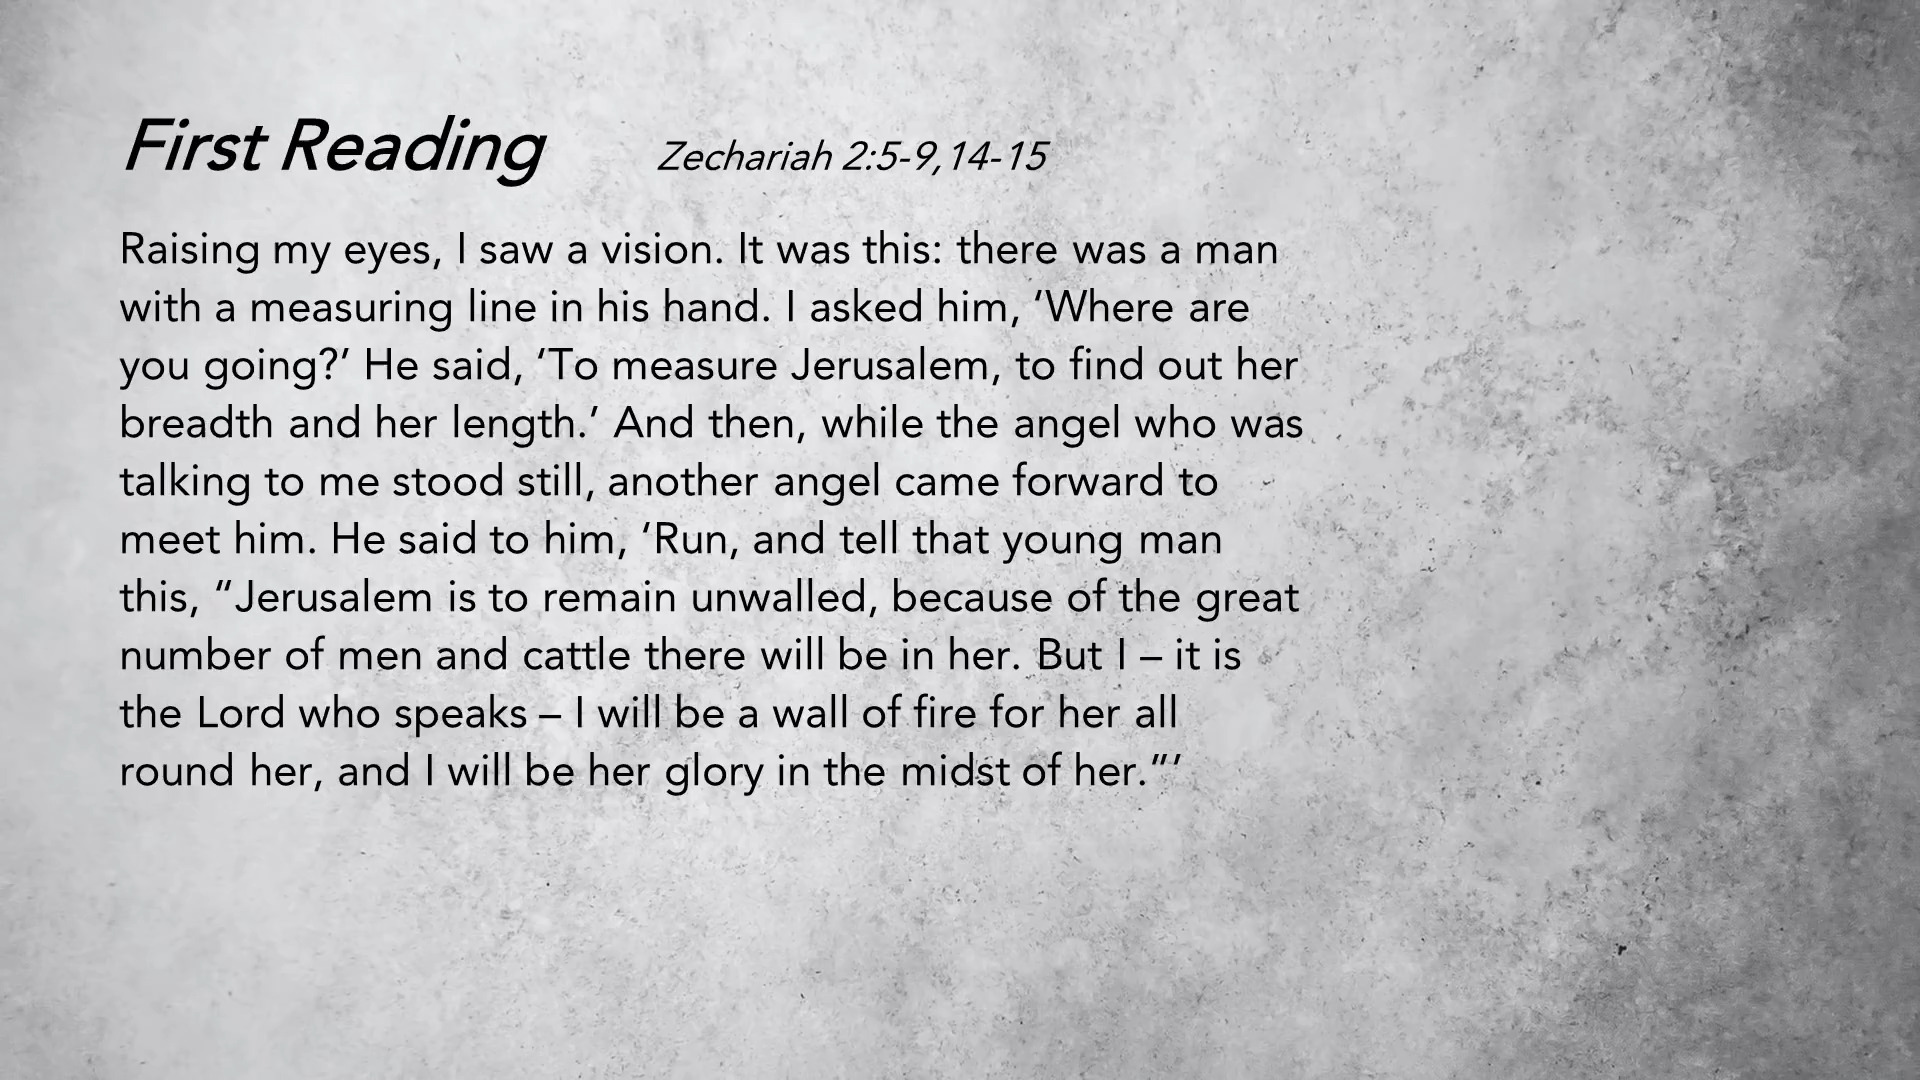 First Reading Zechariah 2:5-9,14-15
Raising my eyes, I saw a vision. It was this: there was a man
with a measuring line in his hand. I asked him, ‘Where are
you going?’ He said, ‘To measure Jerusalem, to find out her
breadth and her length.’ And then, while the angel who was
talking to me stood still, another angel came forward to
meet him. He said to him, ‘Run, and tell that young man
this, “Jerusalem is to remain unwalled, because of the great
number of men and cattle there will be in her. But I – it is
the Lord who speaks – I will be a wall of fire for her all
round her, and I will be her glory in the midst of her.”’